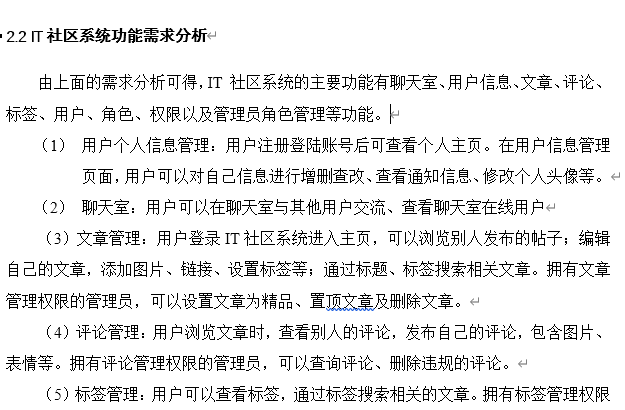 2.2 IT 社区系统功能需求分析
由上面的需求分析可得，IT 社区系统的主要功能有聊天室、用户信息、文章、评论、
标签、用户、角色、权限以及管理员角色管理等功能。
（1） 用户个人信息管理：用户注册登陆账号后可查看个人主页。在用户信息管理
页面，用户可以对自己信息进行增删查改、查看通知信息、修改个人头像等。
（2） 聊天室：用户可以在聊天室与其他用户交流、查看聊天室在线用户
（3）文章管理：用户登录 IT 社区系统进入主页，可以浏览别人发布的帖子；编辑
自己的文章，添加图片、链接、设置标签等；通过标题、标签搜索相关文章。拥有文章
管理权限的管理员，可以设置文章为精品、置顶文章及删除文章。
（4）评论管理：用户浏览文章时，查看别人的评论，发布自己的评论，包含图片、
表情等。拥有评论管理权限的管理员，可以查询评论、删除违规的评论。
（5）标签管理：用户可以查看标签，通过标签搜索相关的文章。拥有标签管理权限